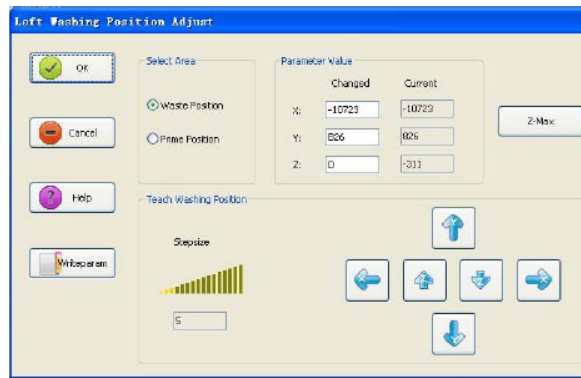 Left Washing Position Adjust
OK
Cancel
Help
Writeparam
Select Area
Waste Position
Prime Position
Parameter Value
Changed Current
X: -10723 -10723
Y: 826 826
Z: 0 -311
Z-Max
Teach Washing Position
Stepsize
5